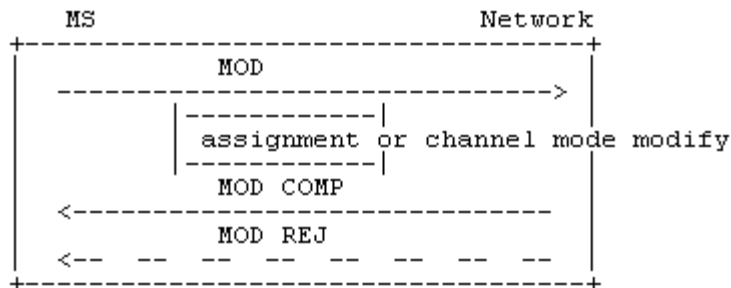 MS Network
MOD
assignment or channel mode modify
MOD COMP
MOD REJ